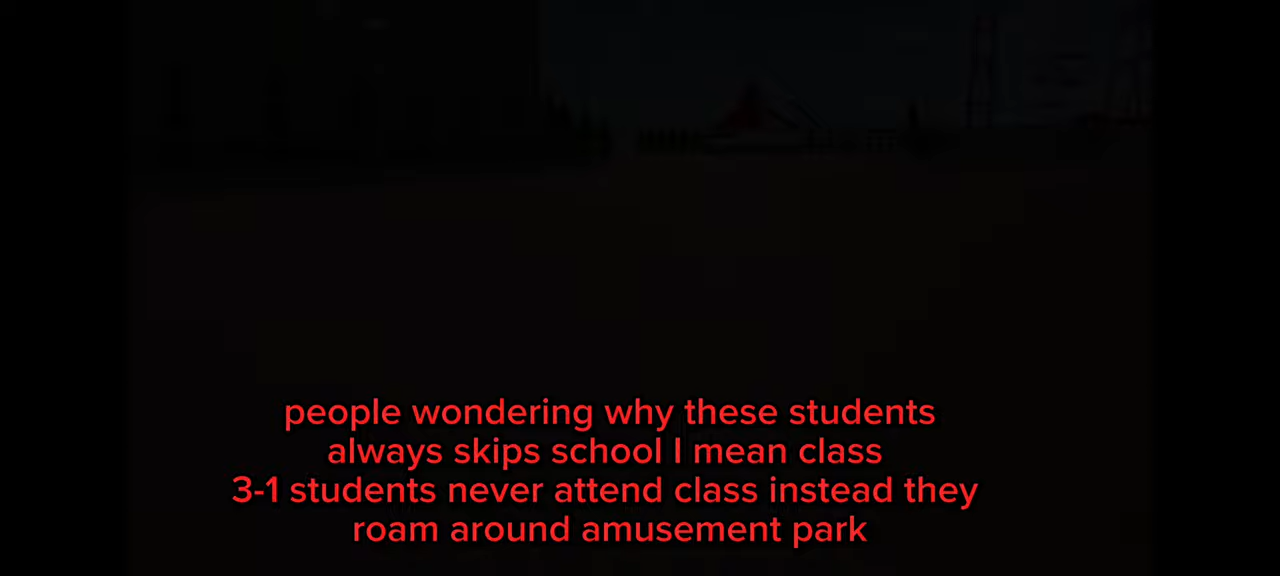 people wondering why these students
always skips school I mean class
3-1 students never attend class instead they
roam around amusement park